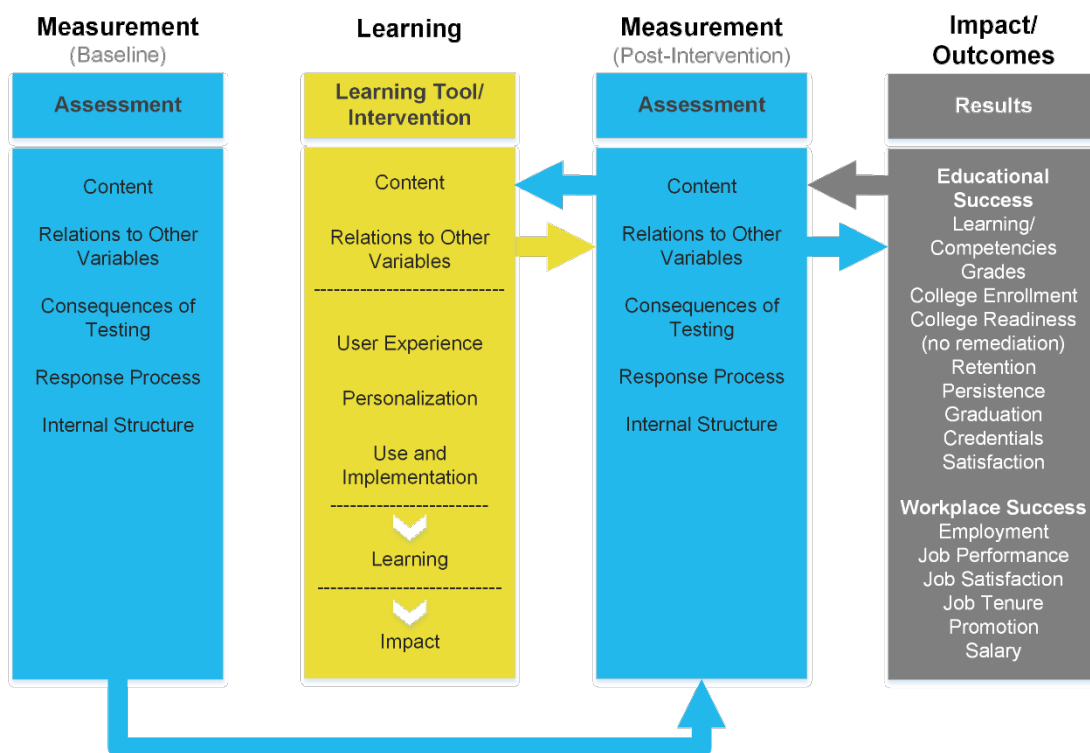 Measurement
(Baseline)
Assessment
Content
Relations to Other
Variables
Consequences of
Testing
Response Process
Internal Structure
Learning
Learning Tool/
Intervention
Content
Relations to Other
Variables
User Experience
Personalization
Use and
Implementation
Learning
Impact
Measurement
(Post-Intervention)
Assessment
Content
Relations to Other
Variables
Consequences of
Testing
Response Process
Internal Structure
Impact/
Outcomes
Results
Educational
Success
Learning/
Competencies
Grades
College Enrollment
College Readiness
(no remediation)
Retention
Persistence
Graduation
Credentials
Satisfaction
Workplace Success
Employment
Job Performance
Job Satisfaction
Job Tenure
Promotion
Salary